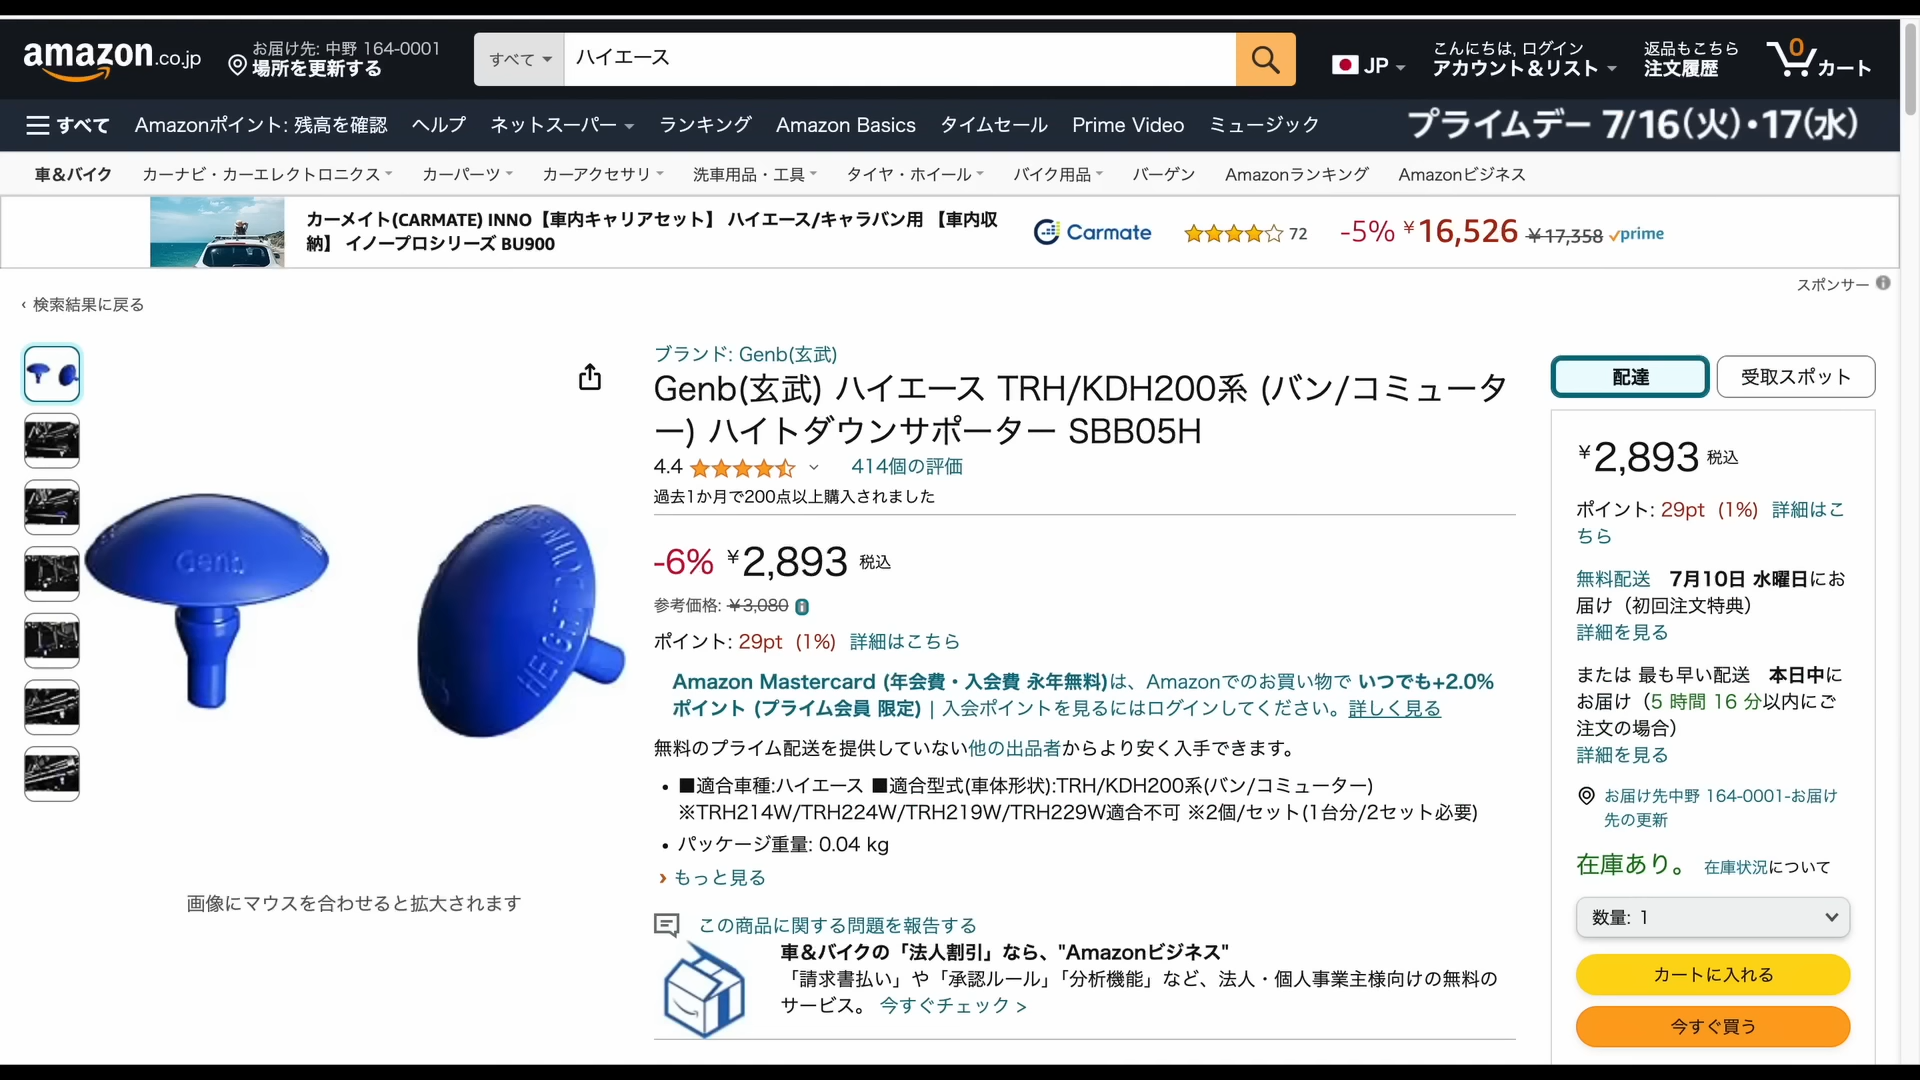 amazon.co.jp
お届け先: 中野 164-0001
場所を更新する
すべて
ハイエース
JP
こんにちは, ログイン
アカウント＆リスト
返品もこちら
注文履歴
0
カート
すべて
Amazonポイント: 残高を確認
ヘルプ
ネットスーパー
ランキング
Amazon Basics
タイムセール
Prime Video
ミュージック
プライムデー 7/16(火)・17(水)
車＆バイク
カーナビ・カーエレクトロニクス
カーパーツ
カーアクセサリ
洗車用品・工具
タイヤ・ホイール
バイク用品
バーゲン
Amazonランキング
Amazonビジネス
カーメイト(CARMATE) INNO【車内キャリアセット】 ハイエース/キャラバン用 【車内収
納】 イノープロシリーズ BU900
Carmate
72
-5% ¥16,526 ¥17,358 prime
スポンサー
‹ 検索結果に戻る
Genb
HEIGHT DOWN
画像にマウスを合わせると拡大されます
ブランド: Genb(玄武)
Genb(玄武) ハイエース TRH/KDH200系 (バン/コミュータ
ー) ハイトダウンサポーター SBB05H
4.4
414個の評価
過去1か月で200点以上購入されました
-6% ¥2,893 税込
参考価格: ¥3,080
ポイント: 29pt (1%) 詳細はこちら
Amazon Mastercard (年会費・入会費 永年無料)は、Amazonでのお買い物で いつでも+2.0%
ポイント (プライム会員 限定) | 入会ポイントを見るにはログインしてください。詳しく見る
無料のプライム配送を提供していない他の出品者からより安く入手できます。
• ■適合車種:ハイエース ■適合型式(車体形状):TRH/KDH200系(バン/コミューター)
※TRH214W/TRH224W/TRH219W/TRH229W適合不可 ※2個/セット(1台分/2セット必要)
• パッケージ重量: 0.04 kg
› もっと見る
この商品に関する問題を報告する
車＆バイクの「法人割引」なら、"Amazonビジネス"
「請求書払い」や「承認ルール」「分析機能」など、法人・個人事業主様向けの無料の
サービス。 今すぐチェック >
配達
受取スポット
¥2,893 税込
ポイント: 29pt (1%) 詳細はこ
ちら
無料配送 7月10日 水曜日にお
届け（初回注文特典）
詳細を見る
または 最も早い配送 本日中に
お届け（5 時間 16 分以内にご
注文の場合）
詳細を見る
お届け先中野 164-0001-お届け
先の更新
在庫あり。 在庫状況について
数量: 1
カートに入れる
今すぐ買う